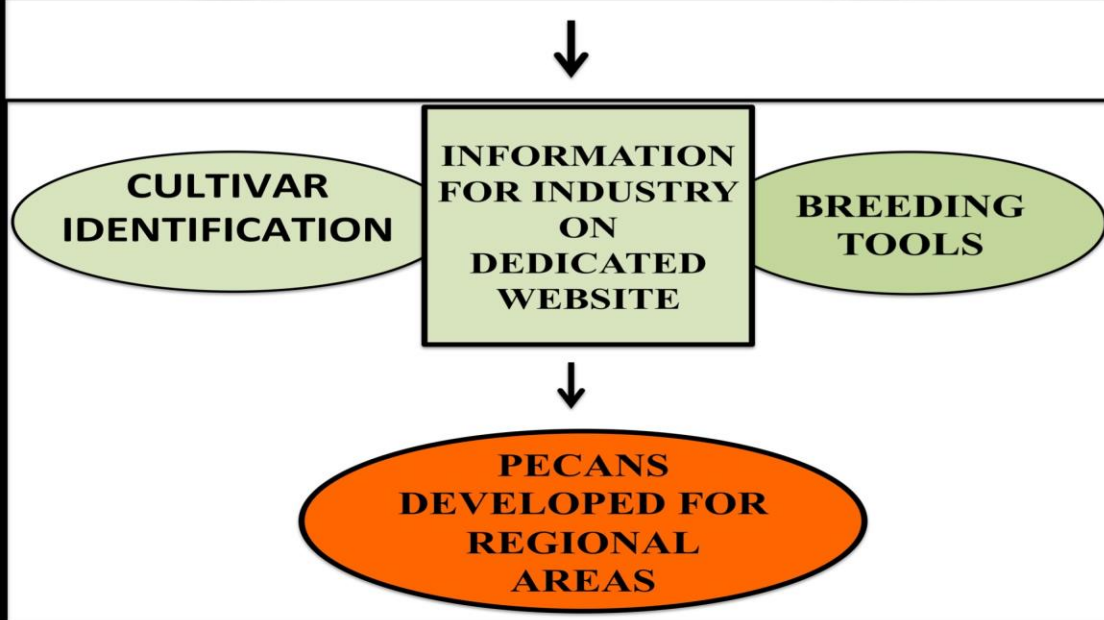 CULTIVAR
IDENTIFICATION
INFORMATION
FOR INDUSTRY
ON
DEDICATED
WEBSITE
BREEDING
TOOLS
PECANS
DEVELOPED FOR
REGIONAL
AREAS